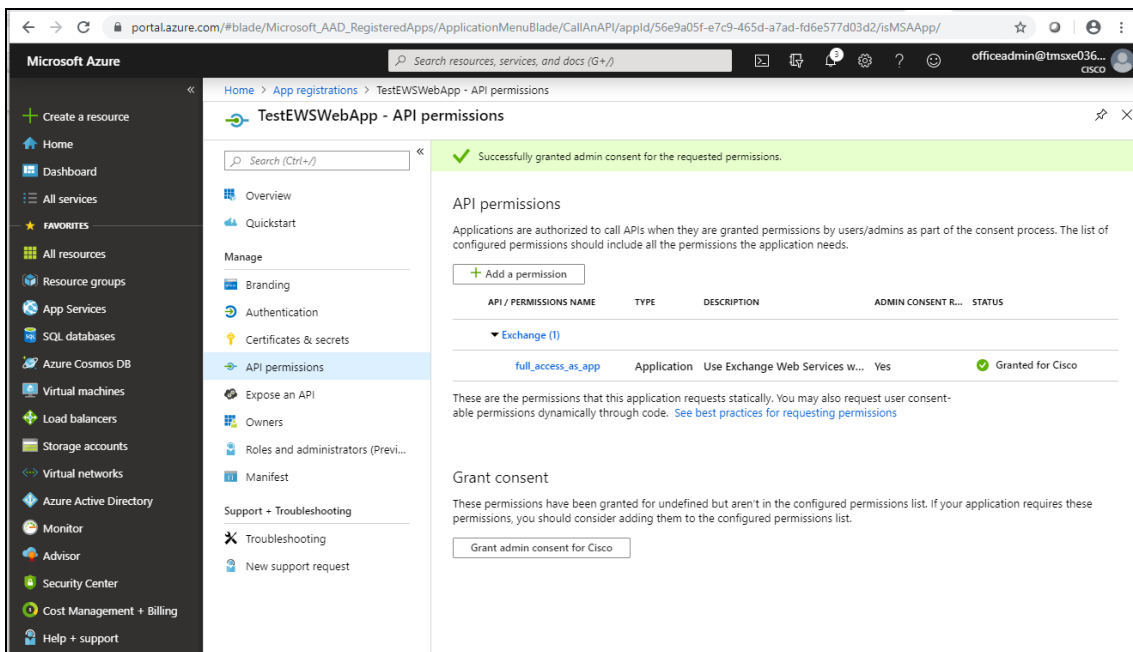 portal.azure.com/#blade/Microsoft_AAD_RegisteredApps/ApplicationMenuBlade/CallAnAPI/appId/56e9a05f-e7c9-465d-a7ad-fd6e577d03d2/isMSAApp/
Microsoft Azure
Search resources, services, and docs (G+/)
3
officeadmin@tmsxe036...
CISCO
Home > App registrations > TestEWSWebApp - API permissions
TestEWSWebApp - API permissions
Create a resource
Home
Dashboard
All services
FAVORITES
All resources
Resource groups
App Services
SQL databases
Azure Cosmos DB
Virtual machines
Load balancers
Storage accounts
Virtual networks
Azure Active Directory
Monitor
Advisor
Security Center
Cost Management + Billing
Help + support
Search (Ctrl+/)
Overview
Quickstart
Manage
Branding
Authentication
Certificates & secrets
API permissions
Expose an API
Owners
Roles and administrators (Previ...
Manifest
Support + Troubleshooting
Troubleshooting
New support request
Successfully granted admin consent for the requested permissions.
API permissions
Applications are authorized to call APIs when they are granted permissions by users/admins as part of the consent process. The list of
configured permissions should include all the permissions the application needs.
+ Add a permission
API / PERMISSIONS NAME TYPE DESCRIPTION ADMIN CONSENT R... STATUS
Exchange (1)
full_access_as_app Application Use Exchange Web Services w... Yes Granted for Cisco
These are the permissions that this application requests statically. You may also request user consent-
able permissions dynamically through code. See best practices for requesting permissions
Grant consent
These permissions have been granted for undefined but aren't in the configured permissions list. If your application requires these
permissions, you should consider adding them to the configured permissions list.
Grant admin consent for Cisco